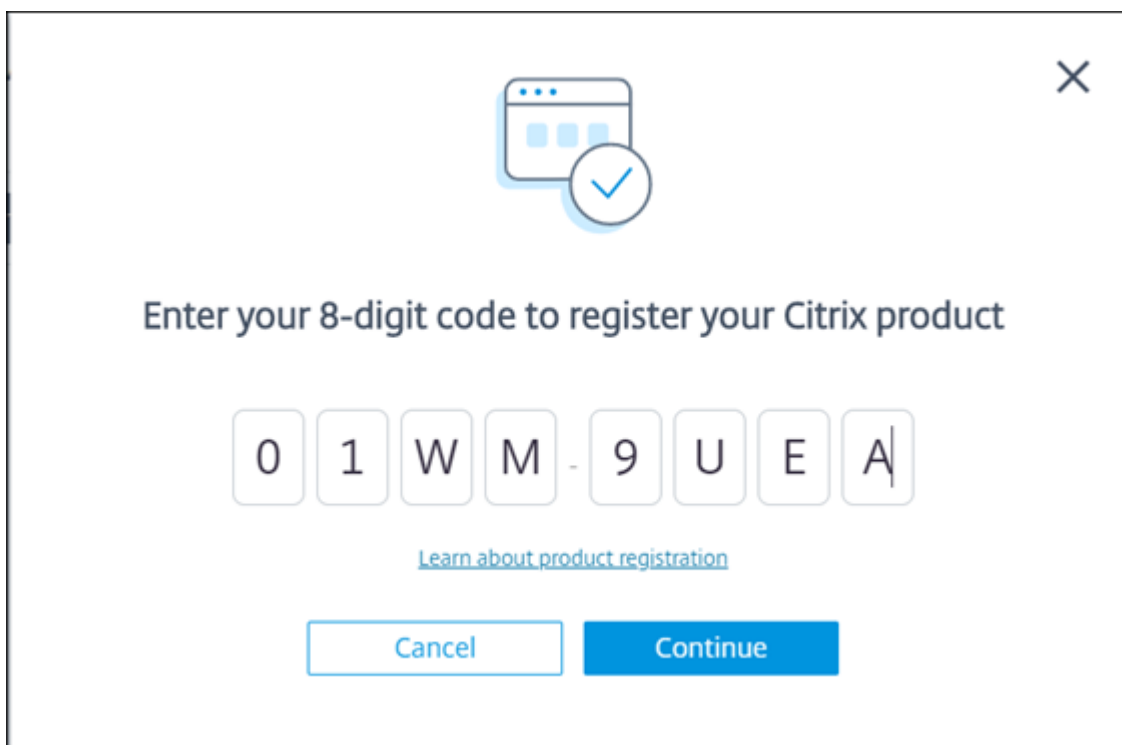 Enter your 8-digit code to register your Citrix product
0 1 W M - 9 U E A
Learn about product registration
Cancel Continue